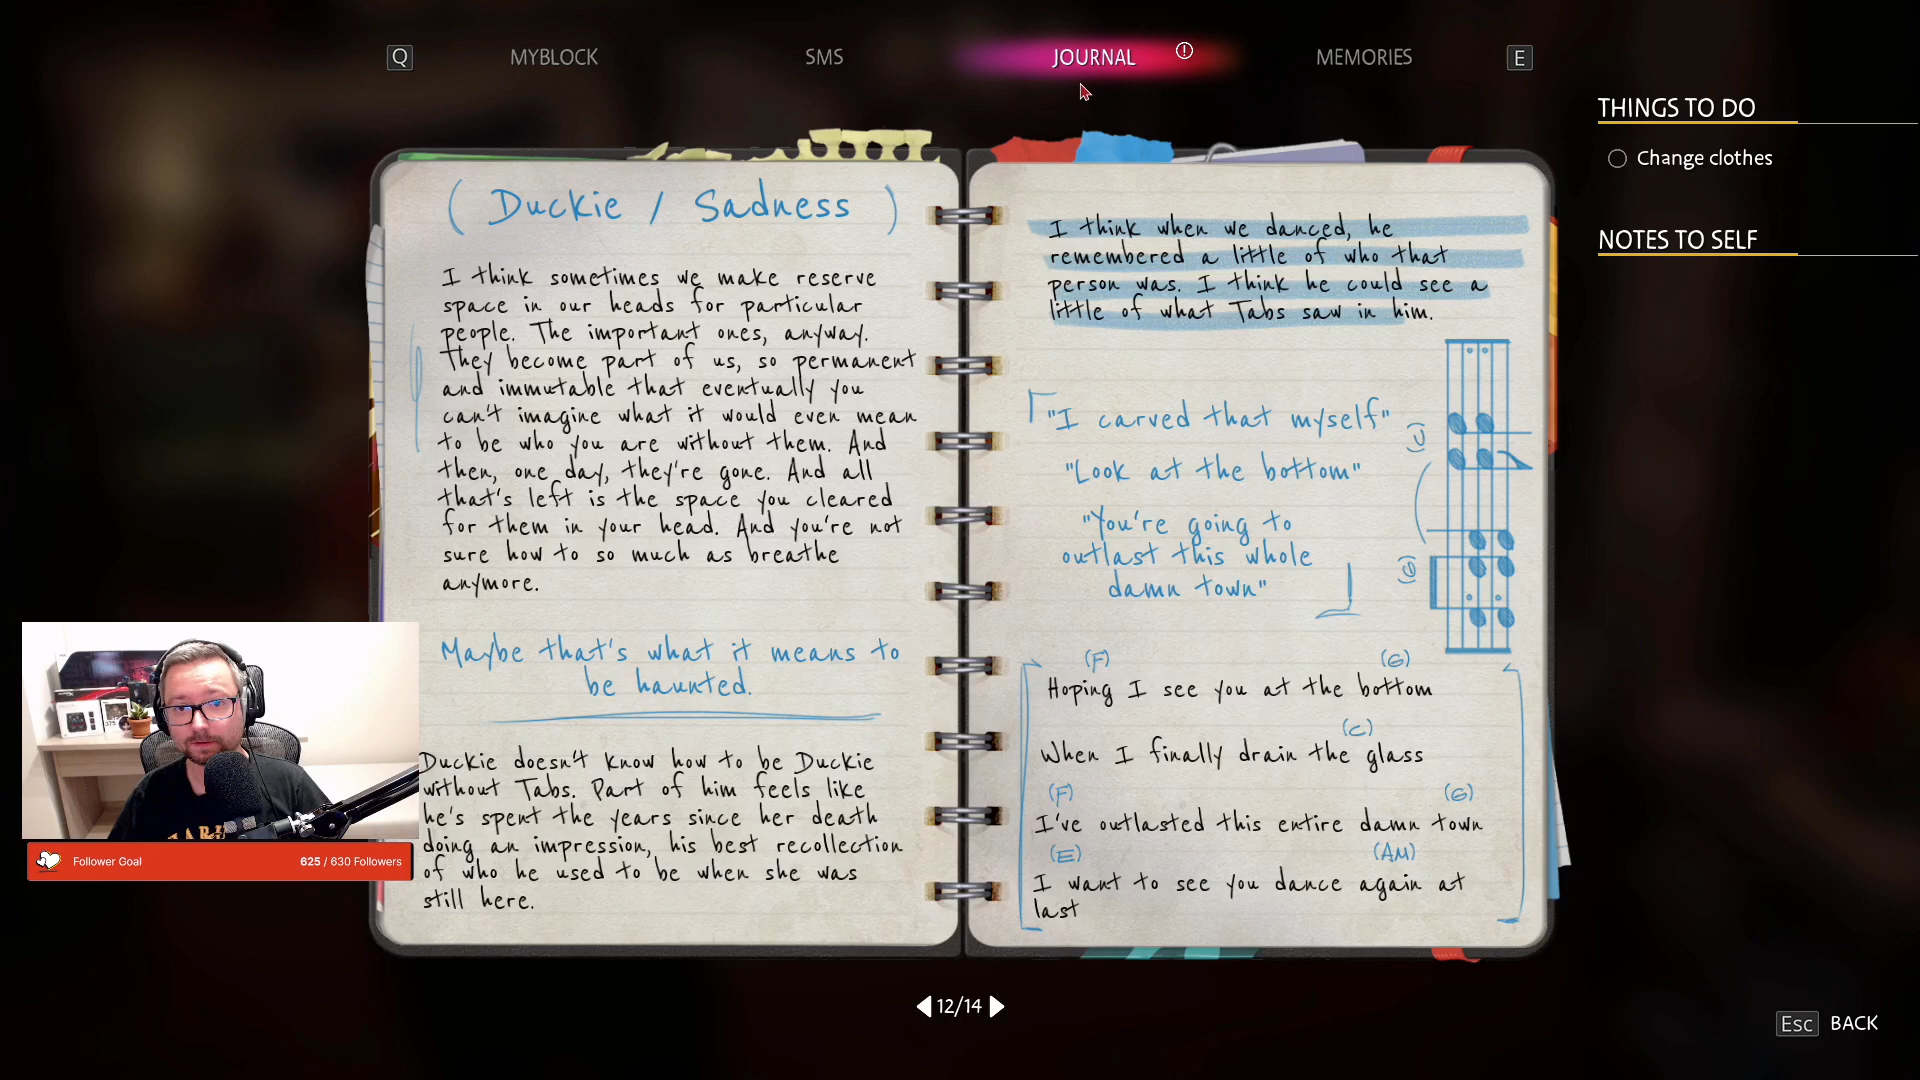 Q
MYBLOCK
SMS
JOURNAL
MEMORIES
E
THINGS TO DO
Change clothes
NOTES TO SELF
( Duckie / Sadness )
I think sometimes we make reserve
space in our heads for particular
people. The important ones, anyway.
They become part of us, so permanent
and immutable that eventually you
can't imagine what it would even mean
to be who you are without them. And
then, one day, they're gone. And all
that's left is the space you cleared
for them in your head. And you're not
sure how to so much as breathe
anymore.
Maybe that's what it means to
be haunted.
Duckie doesn't know how to be Duckie
without Tabs. Part of him feels like
he's spent the years since her death
doing an impression, his best recollection
of who he used to be when she was
still here.
I think when we danced, he
remembered a little of who that
person was. I think he could see a
little of what Tabs saw in him.
"I carved that myself"
"Look at the bottom"
"You're going to
outlast this whole
damn town"
(F) (G)
Hoping I see you at the bottom
(C)
When I finally drain the glass
(F) (G)
I've outlasted this entire damn town
(E) (AM)
I want to see you dance again at
last
Follower Goal 625 / 630 Followers
12/14
Esc BACK